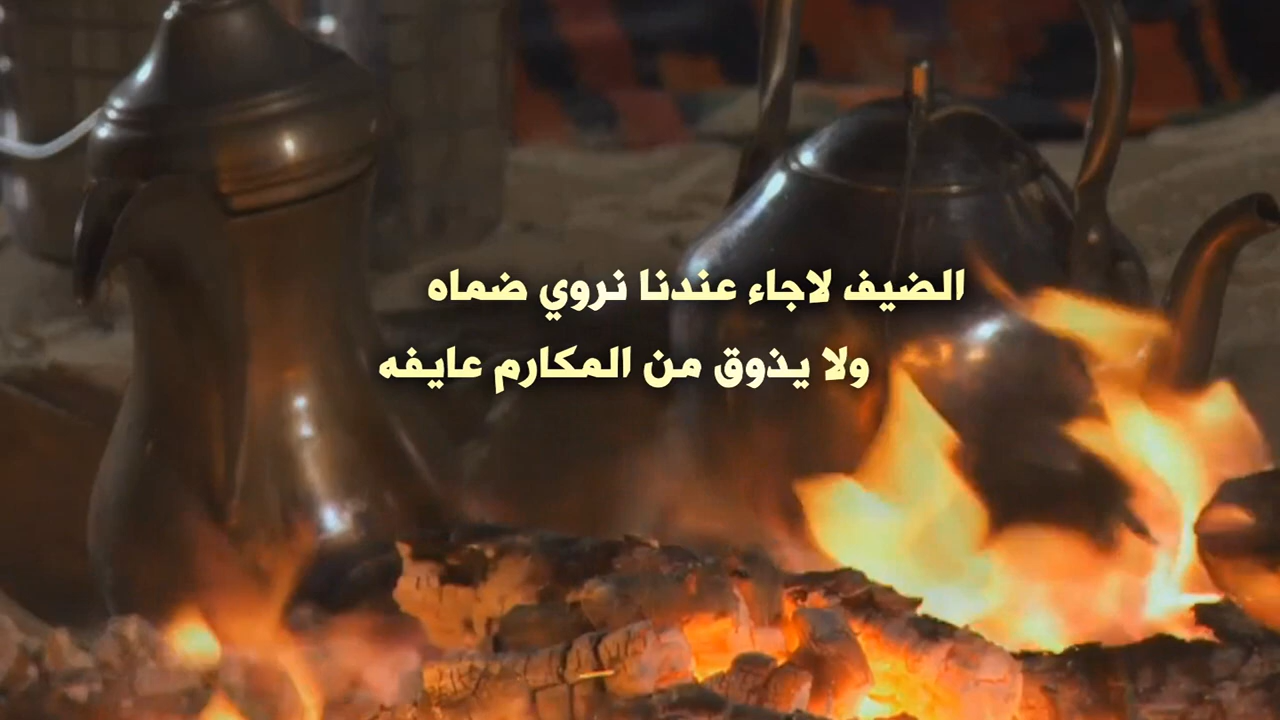 الضيف لاجاء عندنا نروي ضماه
ولا يذوق من المكارم عايفه